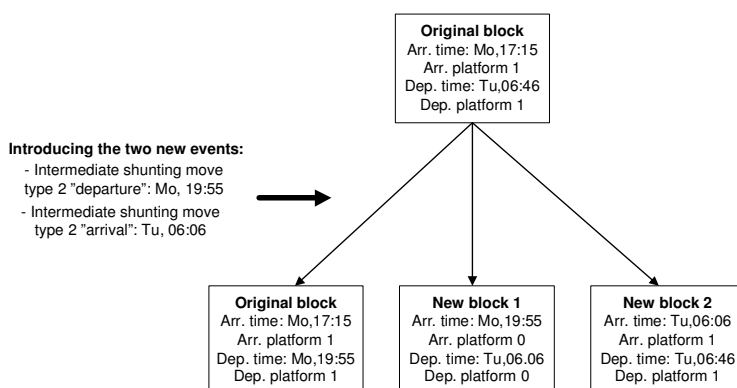 Original block
Arr. time: Mo,17:15
Arr. platform 1
Dep. time: Tu,06:46
Dep. platform 1
Introducing the two new events:
- Intermediate shunting move
type 2 "departure": Mo, 19:55
- Intermediate shunting move
type 2 "arrival": Tu, 06:06
Original block
Arr. time: Mo,17:15
Arr. platform 1
Dep. time: Mo,19:55
Dep. platform 1
New block 1
Arr. time: Mo,19:55
Arr. platform 0
Dep. time: Tu,06.06
Dep. platform 0
New block 2
Arr. time: Tu,06:06
Arr. platform 1
Dep. time: Tu,06:46
Dep. platform 1